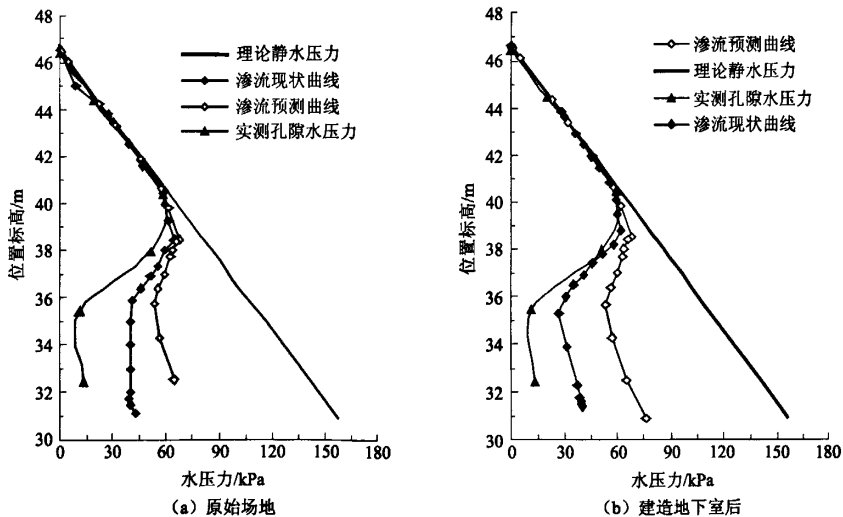 48
46
44
42
40
38
36
34
32
30
位置标高/m
理论静水压力
渗流现状曲线
渗流预测曲线
实测孔隙水压力
0 30 60 90 120 150 180
水压力/kPa
(a) 原始场地
48
46
44
42
40
38
36
34
32
30
位置标高/m
渗流预测曲线
理论静水压力
实测孔隙水压力
渗流现状曲线
0 30 60 90 120 150 180
水压力/kPa
(b) 建造地下室后